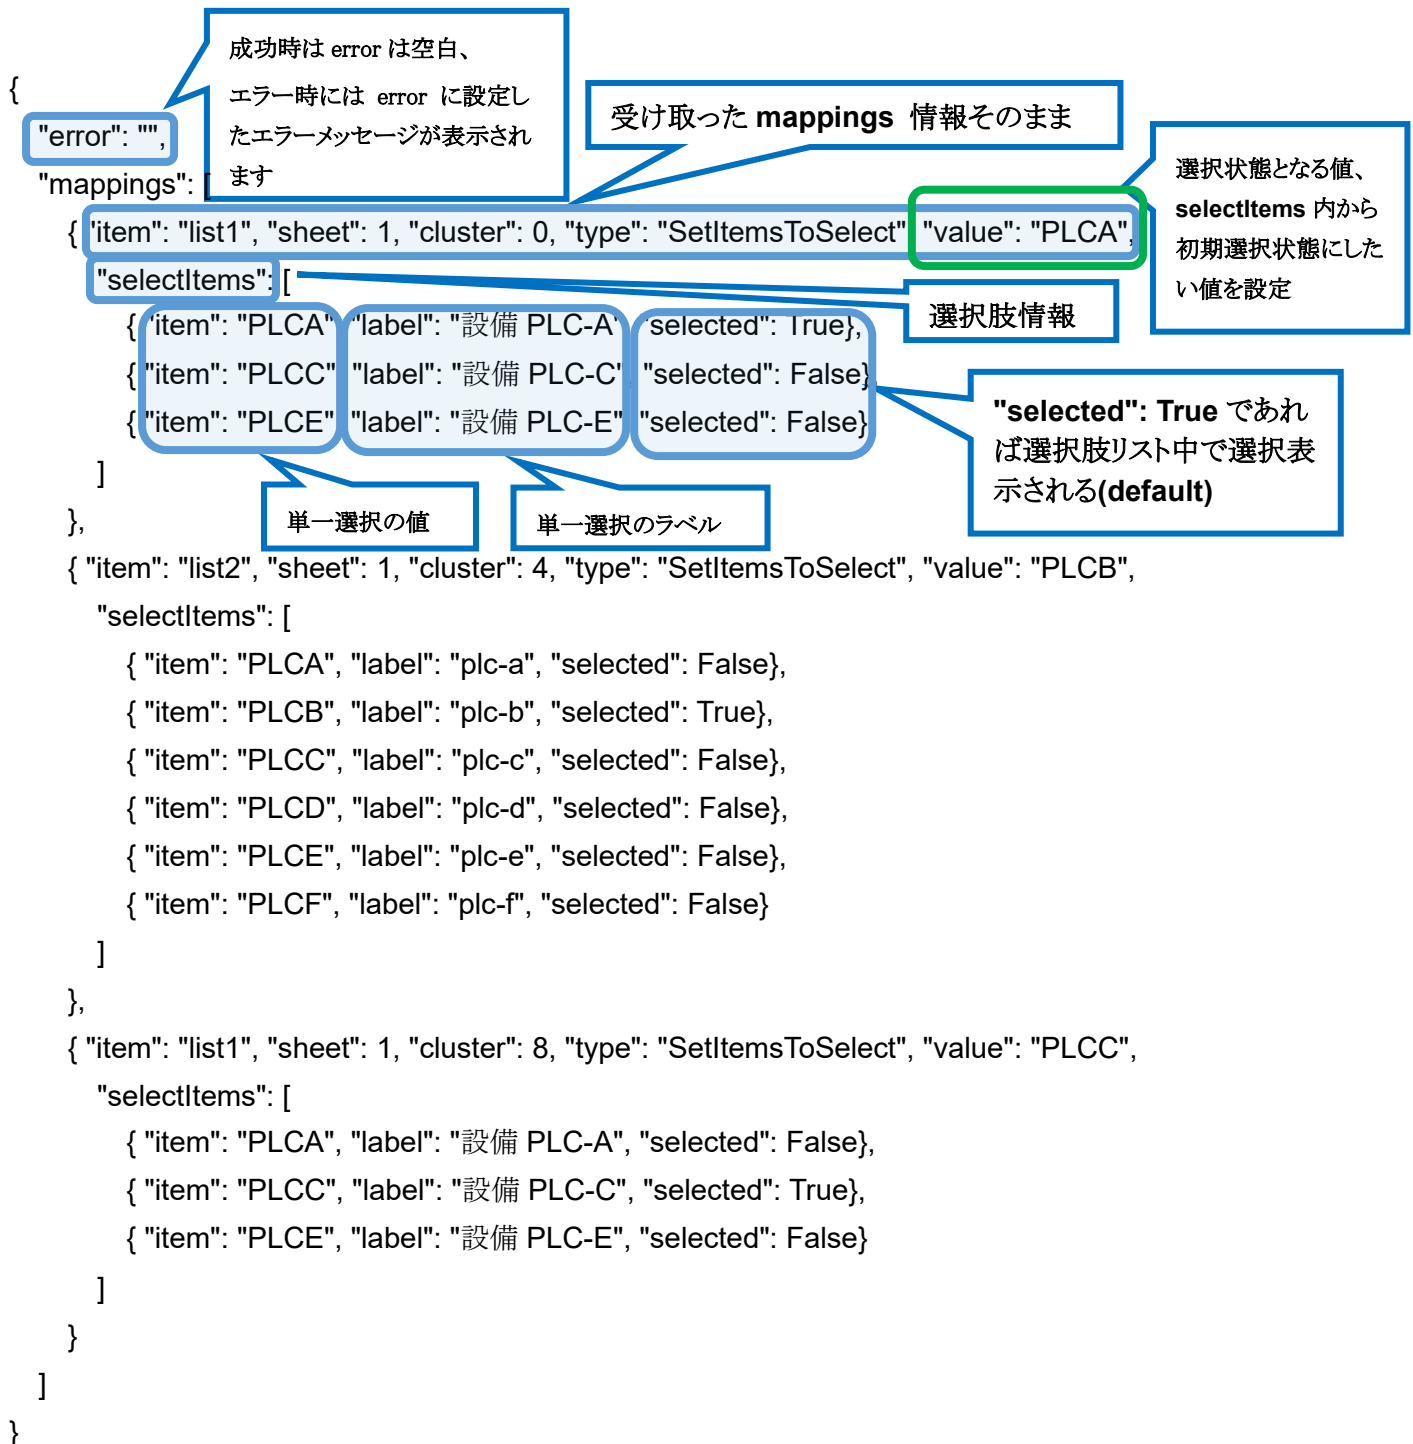 成功時は error は空白、
エラー時には error に設定し
たエラーメッセージが表示され
ます
受け取った mappings 情報そのまま
選択状態となる値、
selectItems 内から
初期選択状態にした
い値を設定
{
"error": "",
"mappings": [
{ "item": "list1", "sheet": 1, "cluster": 0, "type": "SetItemsToSelect", "value": "PLCA",
"selectItems": [
選択肢情報
{ "item": "PLCA", "label": "設備 PLC-A", "selected": True},
{ "item": "PLCC", "label": "設備 PLC-C", "selected": False},
{ "item": "PLCE", "label": "設備 PLC-E", "selected": False}
"selected": True であれ
ば選択肢リスト中で選択表
示される(default)
]
単一選択の値
単一選択のラベル
},
{ "item": "list2", "sheet": 1, "cluster": 4, "type": "SetItemsToSelect", "value": "PLCB",
"selectItems": [
{ "item": "PLCA", "label": "plc-a", "selected": False},
{ "item": "PLCB", "label": "plc-b", "selected": True},
{ "item": "PLCC", "label": "plc-c", "selected": False},
{ "item": "PLCD", "label": "plc-d", "selected": False},
{ "item": "PLCE", "label": "plc-e", "selected": False},
{ "item": "PLCF", "label": "plc-f", "selected": False}
]
},
{ "item": "list1", "sheet": 1, "cluster": 8, "type": "SetItemsToSelect", "value": "PLCC",
"selectItems": [
{ "item": "PLCA", "label": "設備 PLC-A", "selected": False},
{ "item": "PLCC", "label": "設備 PLC-C", "selected": True},
{ "item": "PLCE", "label": "設備 PLC-E", "selected": False}
]
}
]
}